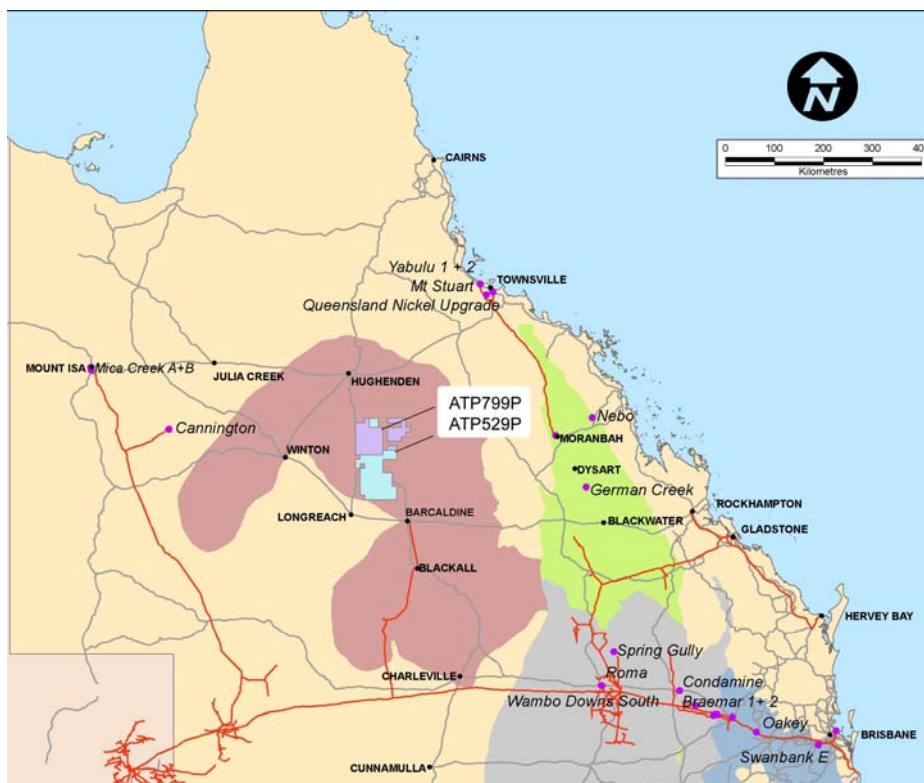 N
0 100 200 300 40
Kilometres
CAIRNS
Yabulu 1 + 2
TOWNSVILLE
Mt Stuart
Queensland Nickel Upgrade
MOUNT ISA
Mica Creek A+B
JULIA CREEK
HUGHENDEN
ATP799P
ATP529P
Nebo
Cannington
MORANBAH
WINTON
DYSART
German Creek
ROCKHAMPTON
LONGREACH
BARCALDINE
BLACKWATER
GLADSTONE
BLACKALL
HERVEY BAY
Spring Gully
CHARLEVILLE
Roma
Condamine
Wambo Downs South
Braemar 1+ 2
Oakey
BRISBANE
Swanbank E
CUNNAMULLA